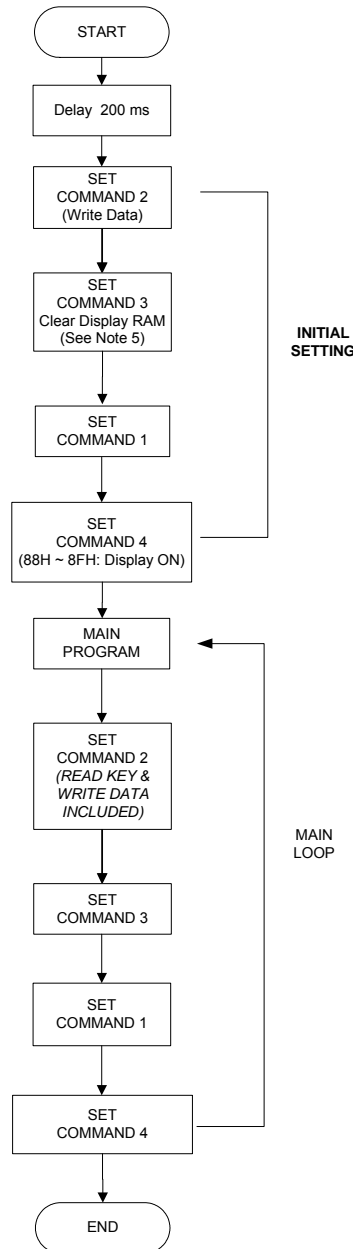 START
Delay 200 ms
SET
COMMAND 2
(Write Data)
SET
COMMAND 3
Clear Display RAM
(See Note 5)
INITIAL
SETTING
SET
COMMAND 1
SET
COMMAND 4
(88H ~ 8FH: Display ON)
MAIN
PROGRAM
SET
COMMAND 2
(READ KEY &
WRITE DATA
INCLUDED)
MAIN
LOOP
SET
COMMAND 3
SET
COMMAND 1
SET
COMMAND 4
END